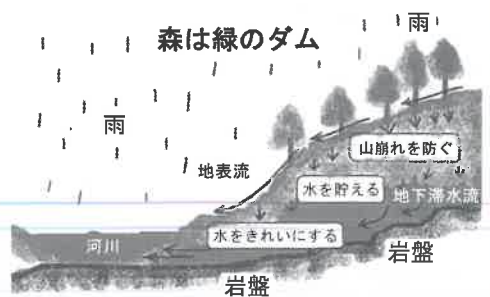 森は緑のダム
雨
雨
山崩れを防ぐ
地表流
水を貯える
地下滞水流
水をきれいにする
河川
岩盤
岩盤